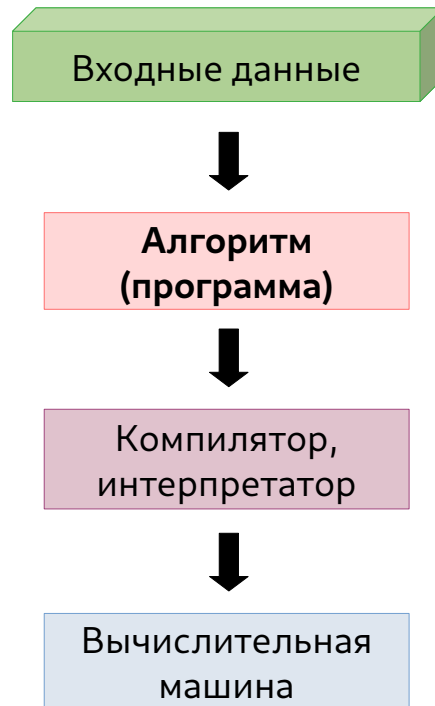 Входные данные
Алгоритм
(программа)
Компилятор,
интерпретатор
Вычислительная
машина